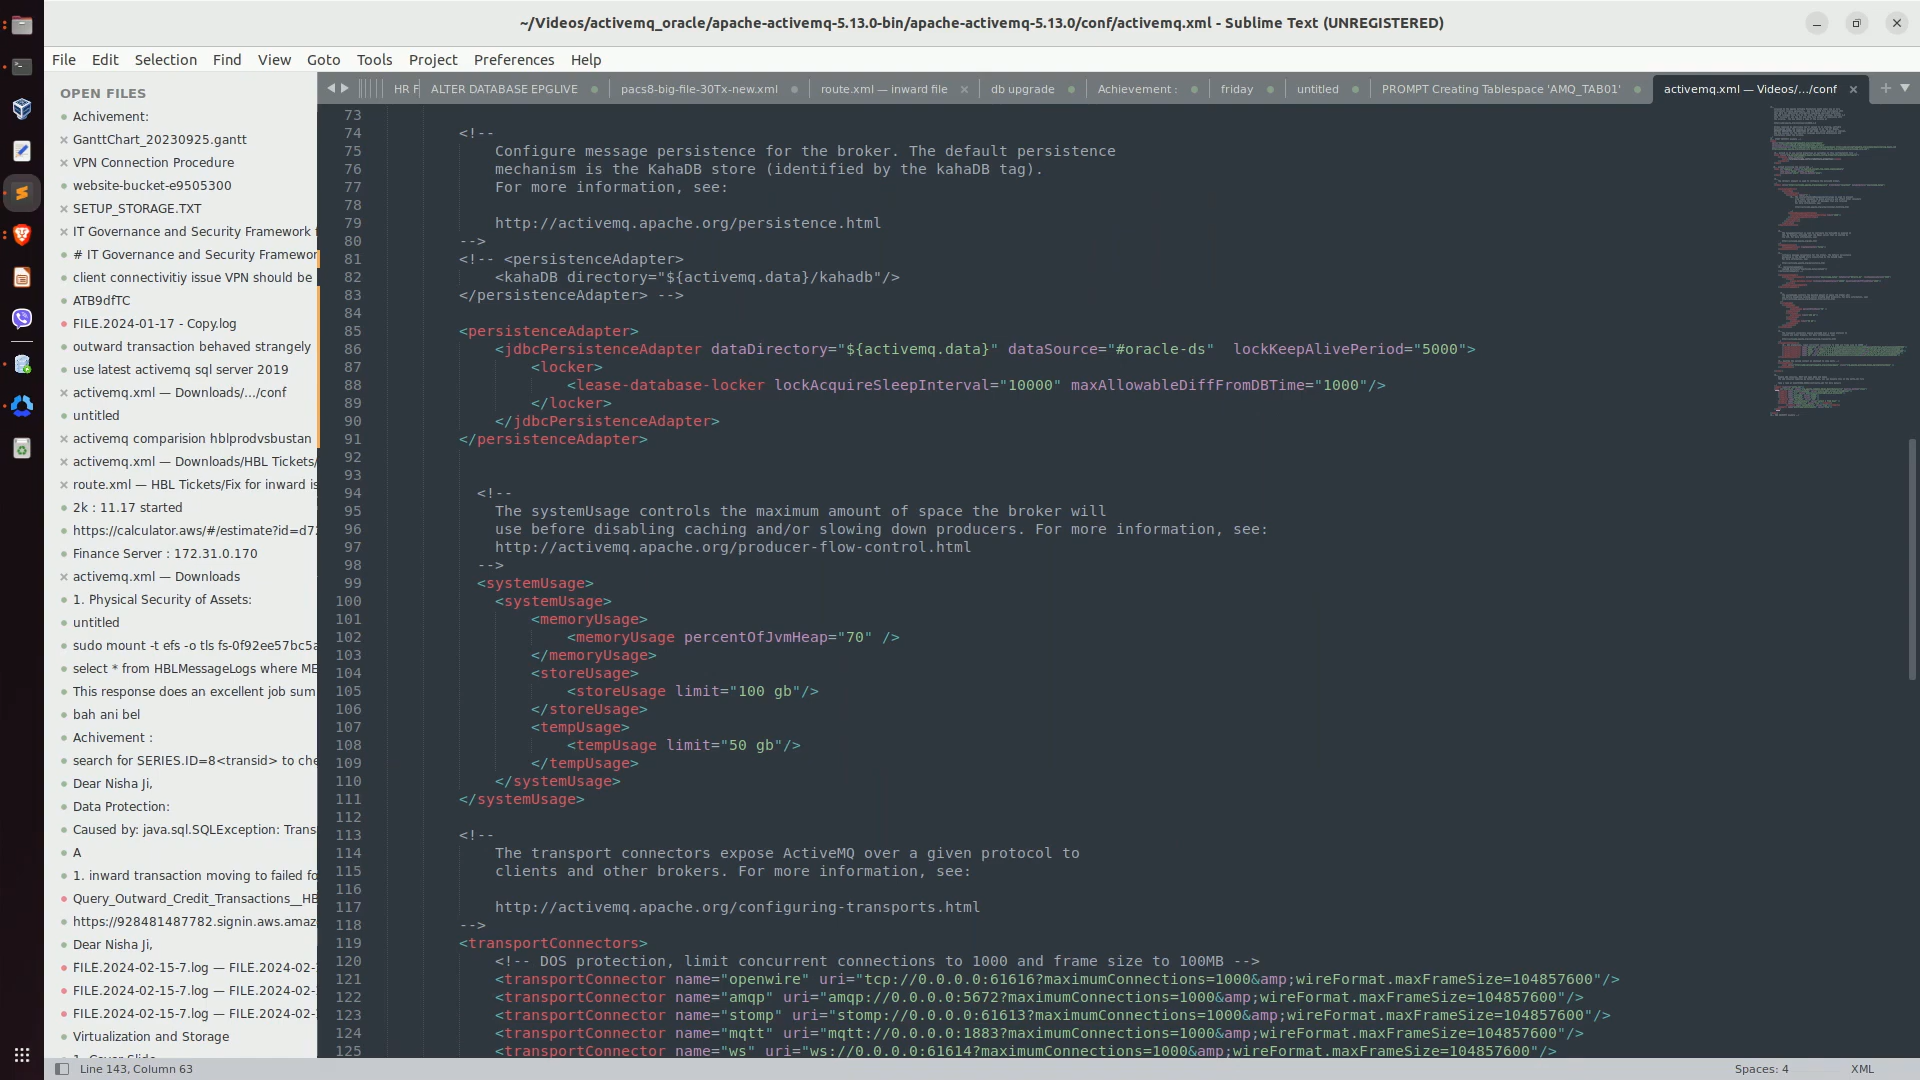 ~/Videos/activemq_oracle/apache-activemq-5.13.0-bin/apache-activemq-5.13.0/conf/activemq.xml - Sublime Text (UNREGISTERED)
File Edit Selection Find View Goto Tools Project Preferences Help
OPEN FILES
Achivement:
GanttChart_20230925.gantt
VPN Connection Procedure
website-bucket-e9505300
SETUP_STORAGE.TXT
IT Governance and Security Framework
# IT Governance and Security Framewor
client connectivitiy issue VPN should be
ATB9dfTC
FILE.2024-01-17 - Copy.log
outward transaction behaved strangely
use latest activemq sql server 2019
activemq.xml — Downloads/.../conf
untitled
activemq comparision hblprodvsbustan
activemq.xml — Downloads/HBL Tickets/
route.xml — HBL Tickets/Fix for inward is
2k : 11.17 started
https://calculator.aws/#/estimate?id=d7
Finance Server : 172.31.0.170
activemq.xml — Downloads
1. Physical Security of Assets:
untitled
sudo mount -t efs -o tls fs-0f92ee57bc5a
select * from HBLMessageLogs where ME
This response does an excellent job sum
bah ani bel
Achivement :
search for SERIES.ID=8<transid> to che
Dear Nisha Ji,
Data Protection:
Caused by: java.sql.SQLException: Trans
A
1. inward transaction moving to failed fo
Query_Outward_Credit_Transactions__HB
https://928481487782.signin.aws.amaz
Dear Nisha Ji,
FILE.2024-02-15-7.log — FILE.2024-02-
FILE.2024-02-15-7.log — FILE.2024-02-
FILE.2024-02-15-7.log — FILE.2024-02-
Virtualization and Storage
HR F ALTER DATABASE EPGLIVE pacs8-big-file-30Tx-new.xml route.xml — inward file db upgrade Achievement : friday untitled PROMPT Creating Tablespace 'AMQ_TAB01' activemq.xml — Videos/.../conf
73
74 <!--
75 Configure message persistence for the broker. The default persistence
76 mechanism is the KahaDB store (identified by the kahaDB tag).
77 For more information, see:
78
79 http://activemq.apache.org/persistence.html
80 -->
81 <!-- <persistenceAdapter>
82 <kahaDB directory="${activemq.data}/kahadb"/>
83 </persistenceAdapter> -->
84
85 <persistenceAdapter>
86 <jdbcPersistenceAdapter dataDirectory="${activemq.data}" dataSource="#oracle-ds"  lockKeepAlivePeriod="5000">
87 <locker>
88 <lease-database-locker lockAcquireSleepInterval="10000" maxAllowableDiffFromDBTime="1000"/>
89 </locker>
90 </jdbcPersistenceAdapter>
91 </persistenceAdapter>
92
93
94 <!--
95 The systemUsage controls the maximum amount of space the broker will
96 use before disabling caching and/or slowing down producers. For more information, see:
97 http://activemq.apache.org/producer-flow-control.html
98 -->
99 <systemUsage>
100 <systemUsage>
101 <memoryUsage>
102 <memoryUsage percentOfJvmHeap="70" />
103 </memoryUsage>
104 <storeUsage>
105 <storeUsage limit="100 gb"/>
106 </storeUsage>
107 <tempUsage>
108 <tempUsage limit="50 gb"/>
109 </tempUsage>
110 </systemUsage>
111 </systemUsage>
112
113 <!--
114 The transport connectors expose ActiveMQ over a given protocol to
115 clients and other brokers. For more information, see:
116
117 http://activemq.apache.org/configuring-transports.html
118 -->
119 <transportConnectors>
120 <!-- DOS protection, limit concurrent connections to 1000 and frame size to 100MB -->
121 <transportConnector name="openwire" uri="tcp://0.0.0.0:61616?maximumConnections=1000&amp;wireFormat.maxFrameSize=104857600"/>
122 <transportConnector name="amqp" uri="amqp://0.0.0.0:5672?maximumConnections=1000&amp;wireFormat.maxFrameSize=104857600"/>
123 <transportConnector name="stomp" uri="stomp://0.0.0.0:61613?maximumConnections=1000&amp;wireFormat.maxFrameSize=104857600"/>
124 <transportConnector name="mqtt" uri="mqtt://0.0.0.0:1883?maximumConnections=1000&amp;wireFormat.maxFrameSize=104857600"/>
125 <transportConnector name="ws" uri="ws://0.0.0.0:61614?maximumConnections=1000&amp;wireFormat.maxFrameSize=104857600"/>
Line 143, Column 63 Spaces: 4 XML